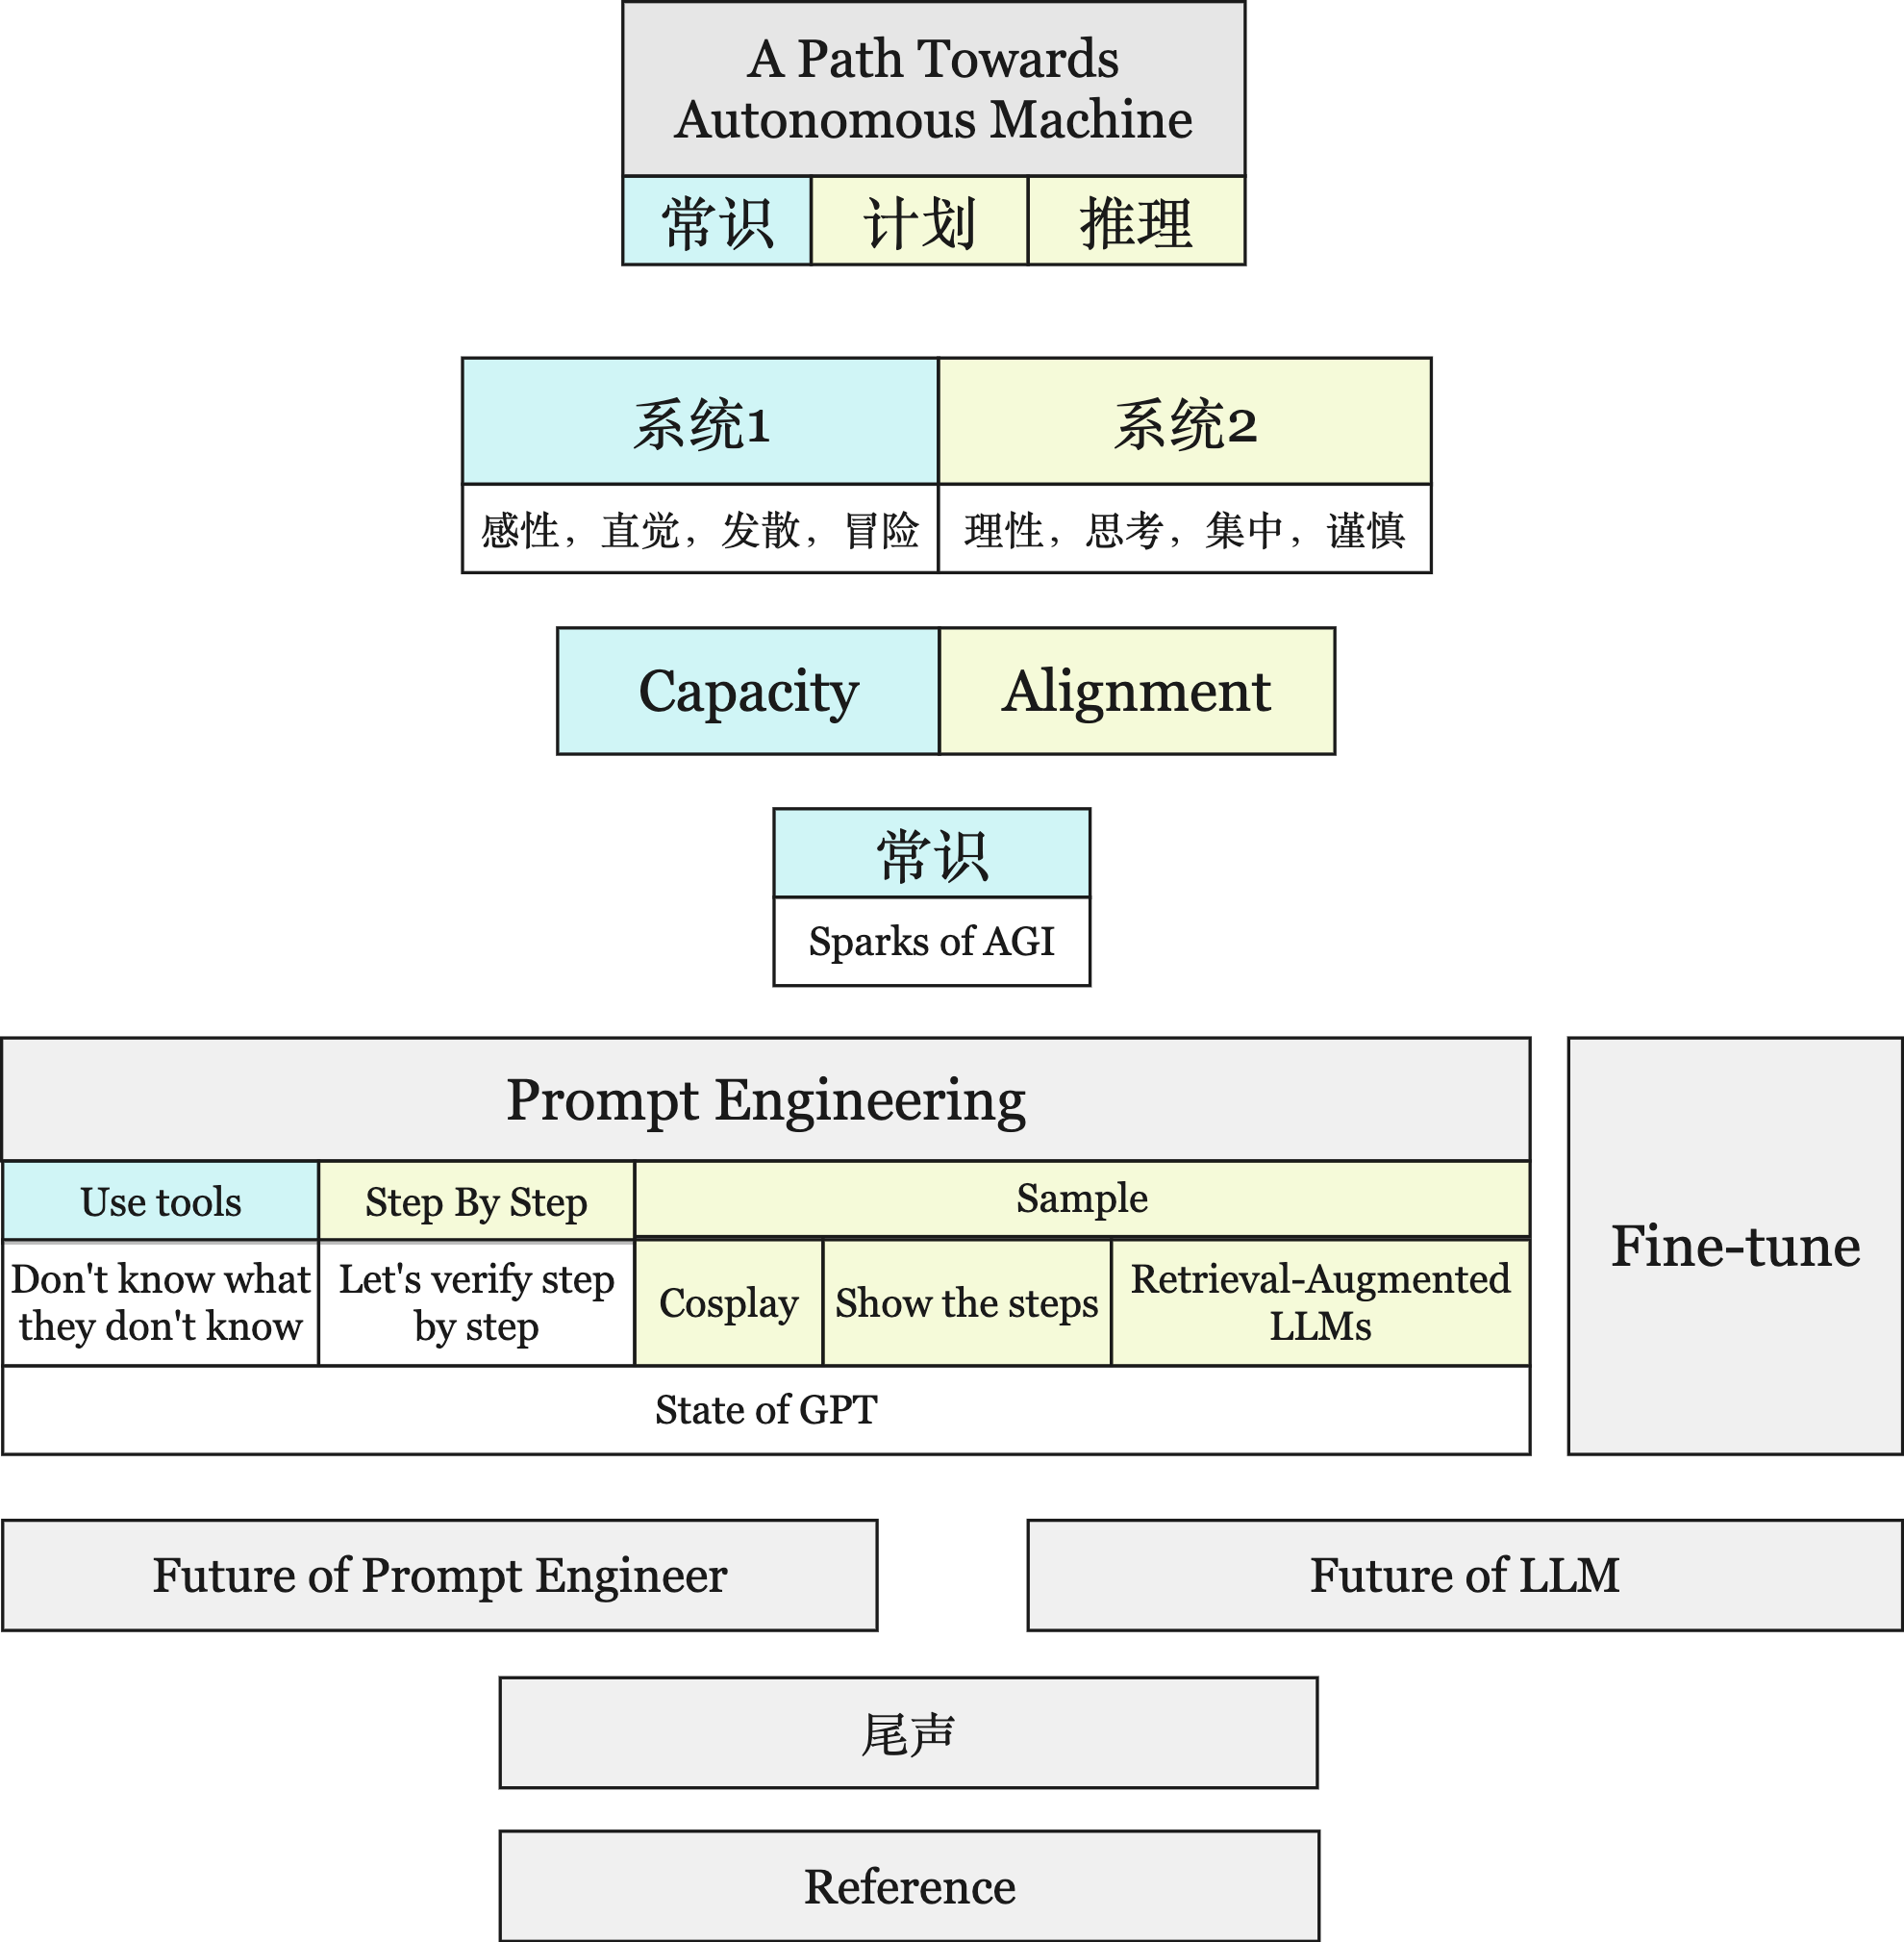 A Path Towards
Autonomous Machine
常识
计划
推理
系统1
系统2
感性，直觉，发散，冒险
理性，思考，集中，谨慎
Capacity
Alignment
常识
Sparks of AGI
Prompt Engineering
Use tools
Step By Step
Sample
Don't know what
they don't know
Let's verify step
by step
Cosplay
Show the steps
Retrieval-Augmented
LLMs
State of GPT
Fine-tune
Future of Prompt Engineer
Future of LLM
尾声
Reference